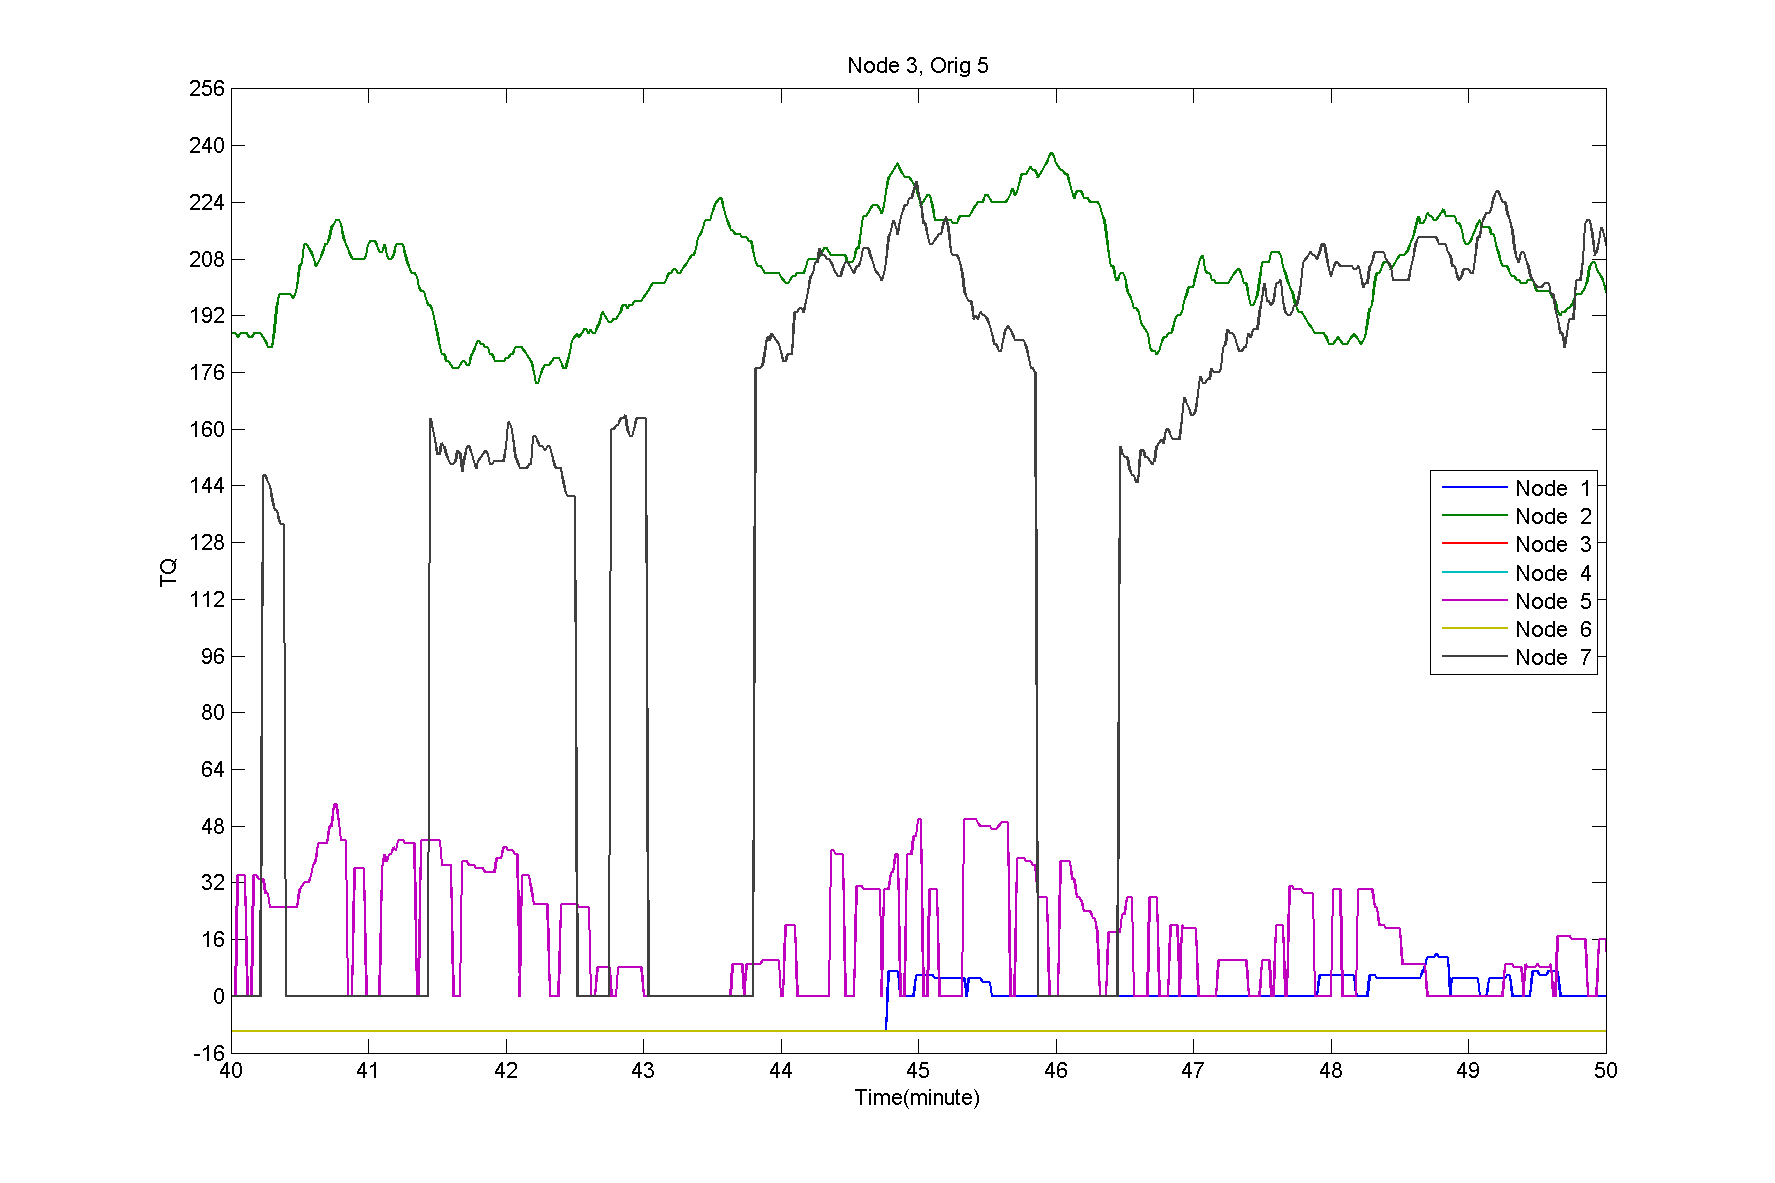 Node 3, Orig 5
256
240
224
208
192
176
160
144
128
112
96
80
64
48
32
16
0
-16
TQ
Node 1
Node 2
Node 3
Node 4
Node 5
Node 6
Node 7
40 41 42 43 44 45 46 47 48 49 50
Time(minute)